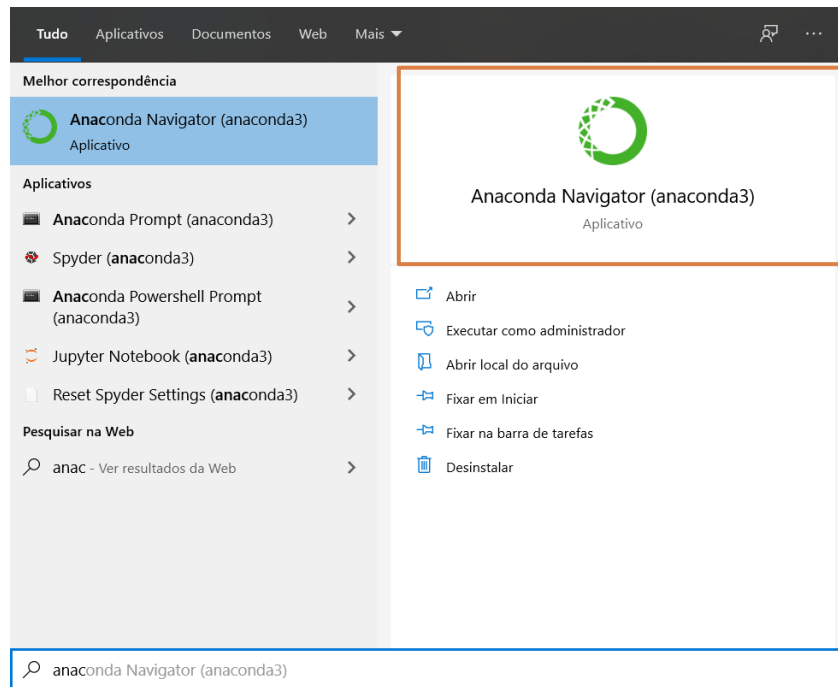 Tudo Aplicativos Documentos Web Mais
Melhor correspondência
Anaconda Navigator (anaconda3)
Aplicativo
Aplicativos
Anaconda Prompt (anaconda3)
Spyder (anaconda3)
Anaconda Powershell Prompt
(anaconda3)
Jupyter Notebook (anaconda3)
Reset Spyder Settings (anaconda3)
Pesquisar na Web
anac - Ver resultados da Web
Anaconda Navigator (anaconda3)
Aplicativo
Abrir
Executar como administrador
Abrir local do arquivo
Fixar em Iniciar
Fixar na barra de tarefas
Desinstalar
anaconda Navigator (anaconda3)